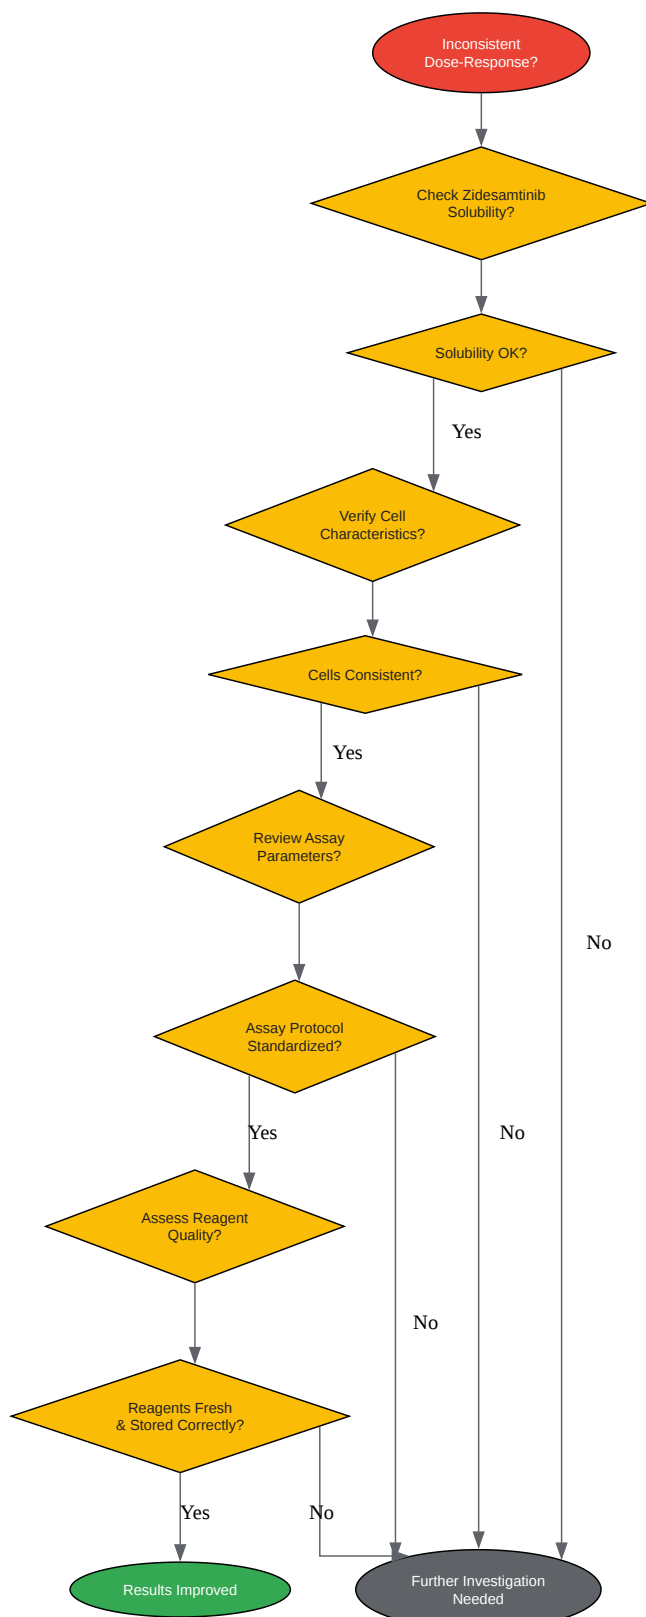 Inconsistent
Dose-Response?
Check Zidesamtinib
Solubility?
Solubility OK?
Yes
Verify Cell
Characteristics?
Cells Consistent?
Yes
Review Assay
Parameters?
No
Assay Protocol
Standardized?
Yes
No
Assess Reagent
Quality?
No
Reagents Fresh
& Stored Correctly?
Yes
No
Results Improved
Further Investigation
Needed